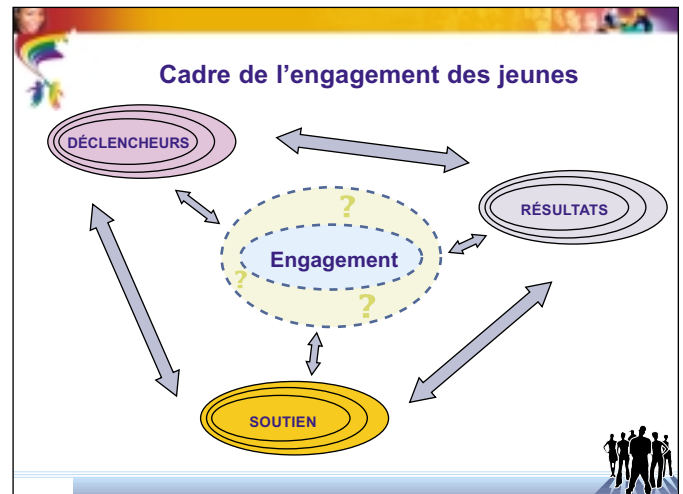 Cadre de l’engagement des jeunes
DÉCLENCHEURS
?
RÉSULTATS
Engagement
?
?
SOUTIEN